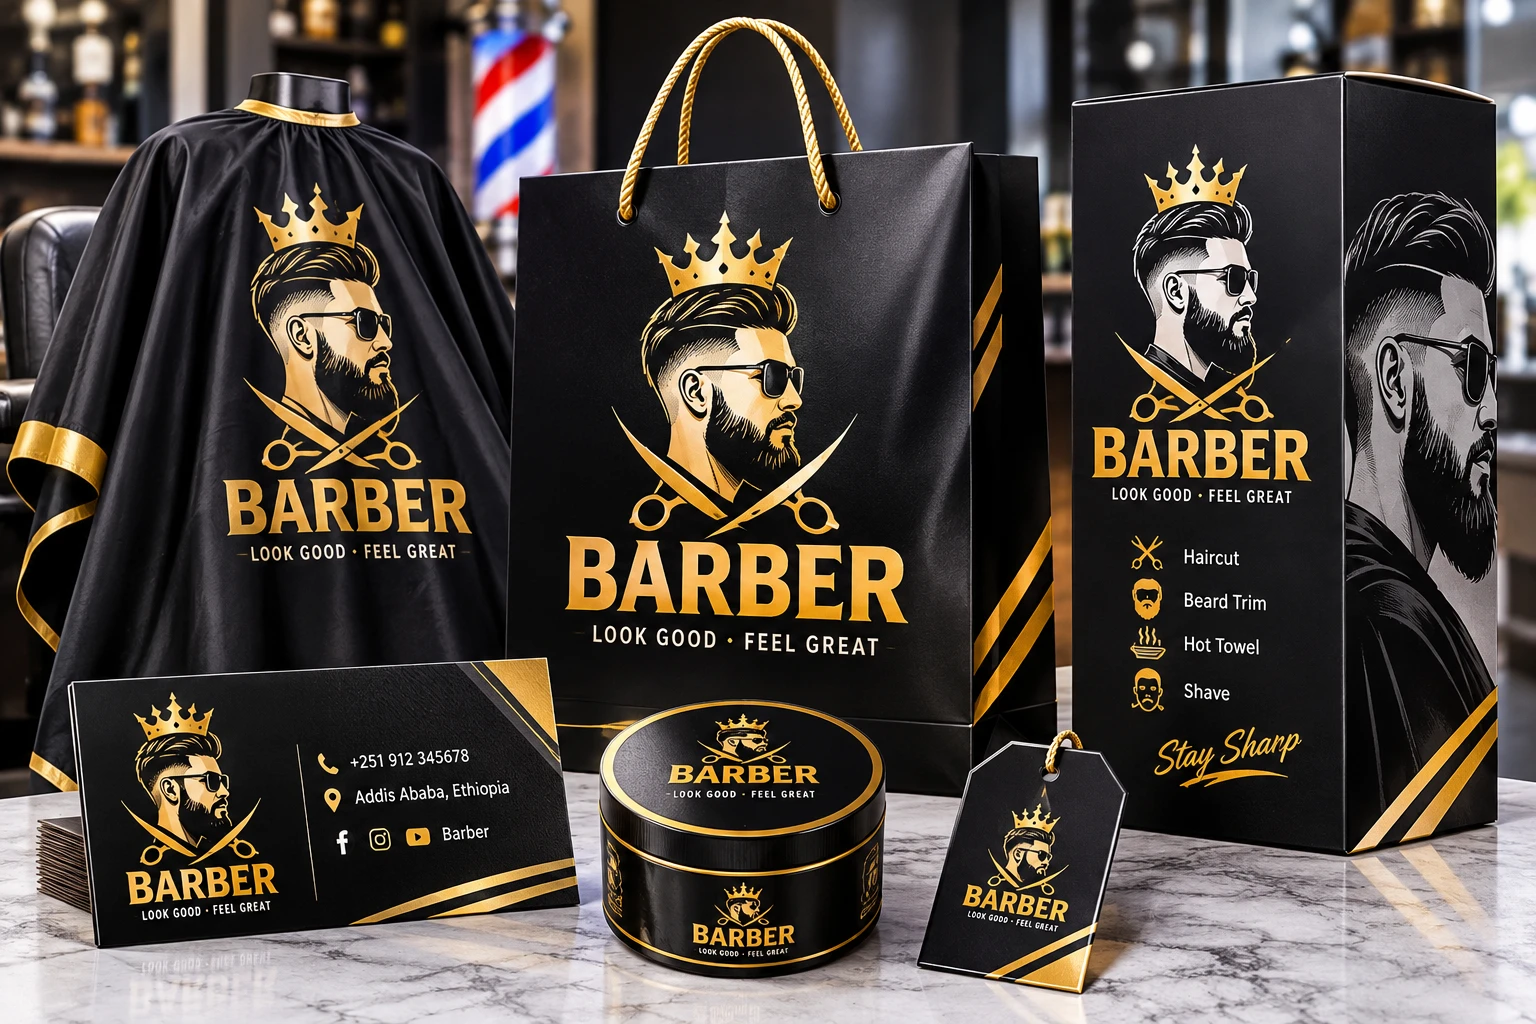 BARBER
LOOK GOOD · FEEL GREAT
BARBER
LOOK GOOD · FEEL GREAT
BARBER
LOOK GOOD · FEEL GREAT
Haircut
Beard Trim
Hot Towel
Shave
Stay Sharp
BARBER
LOOK GOOD · FEEL GREAT
+251 912 345678
Addis Ababa, Ethiopia
Barber
BARBER
LOOK GOOD · FEEL GREAT
BARBER
LOOK GOOD · FEEL GREAT
BARBER
LOOK GOOD · FEEL GREAT